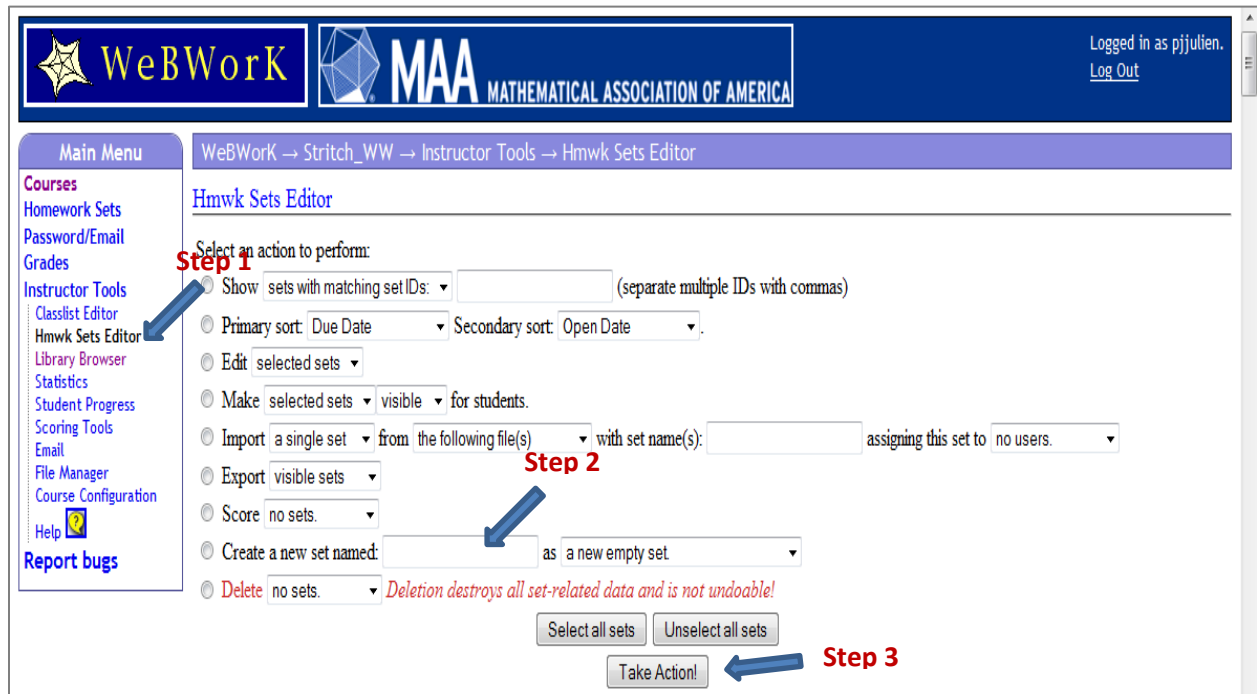 WeBWorK
MAA MATHEMATICAL ASSOCIATION OF AMERICA
Logged in as pjjulien.
Log Out
Main Menu
Courses
Homework Sets
Password/Email
Grades
Instructor Tools
Classlist Editor
Hmwk Sets Editor
Library Browser
Statistics
Student Progress
Scoring Tools
Email
File Manager
Course Configuration
Help ?
Report bugs
WeBWorK → Stritch_WW → Instructor Tools → Hmwk Sets Editor
Hmwk Sets Editor
Select an action to perform:
Step 1
Show sets with matching set IDs: (separate multiple IDs with commas)
Primary sort: Due Date Secondary sort: Open Date .
Edit selected sets
Make selected sets visible for students.
Import a single set from the following file(s) with set name(s): assigning this set to no users.
Step 2
Export visible sets
Score no sets.
Create a new set named: as a new empty set.
Delete no sets. Deletion destroys all set-related data and is not undoable!
Select all sets Unselect all sets
Take Action!
Step 3